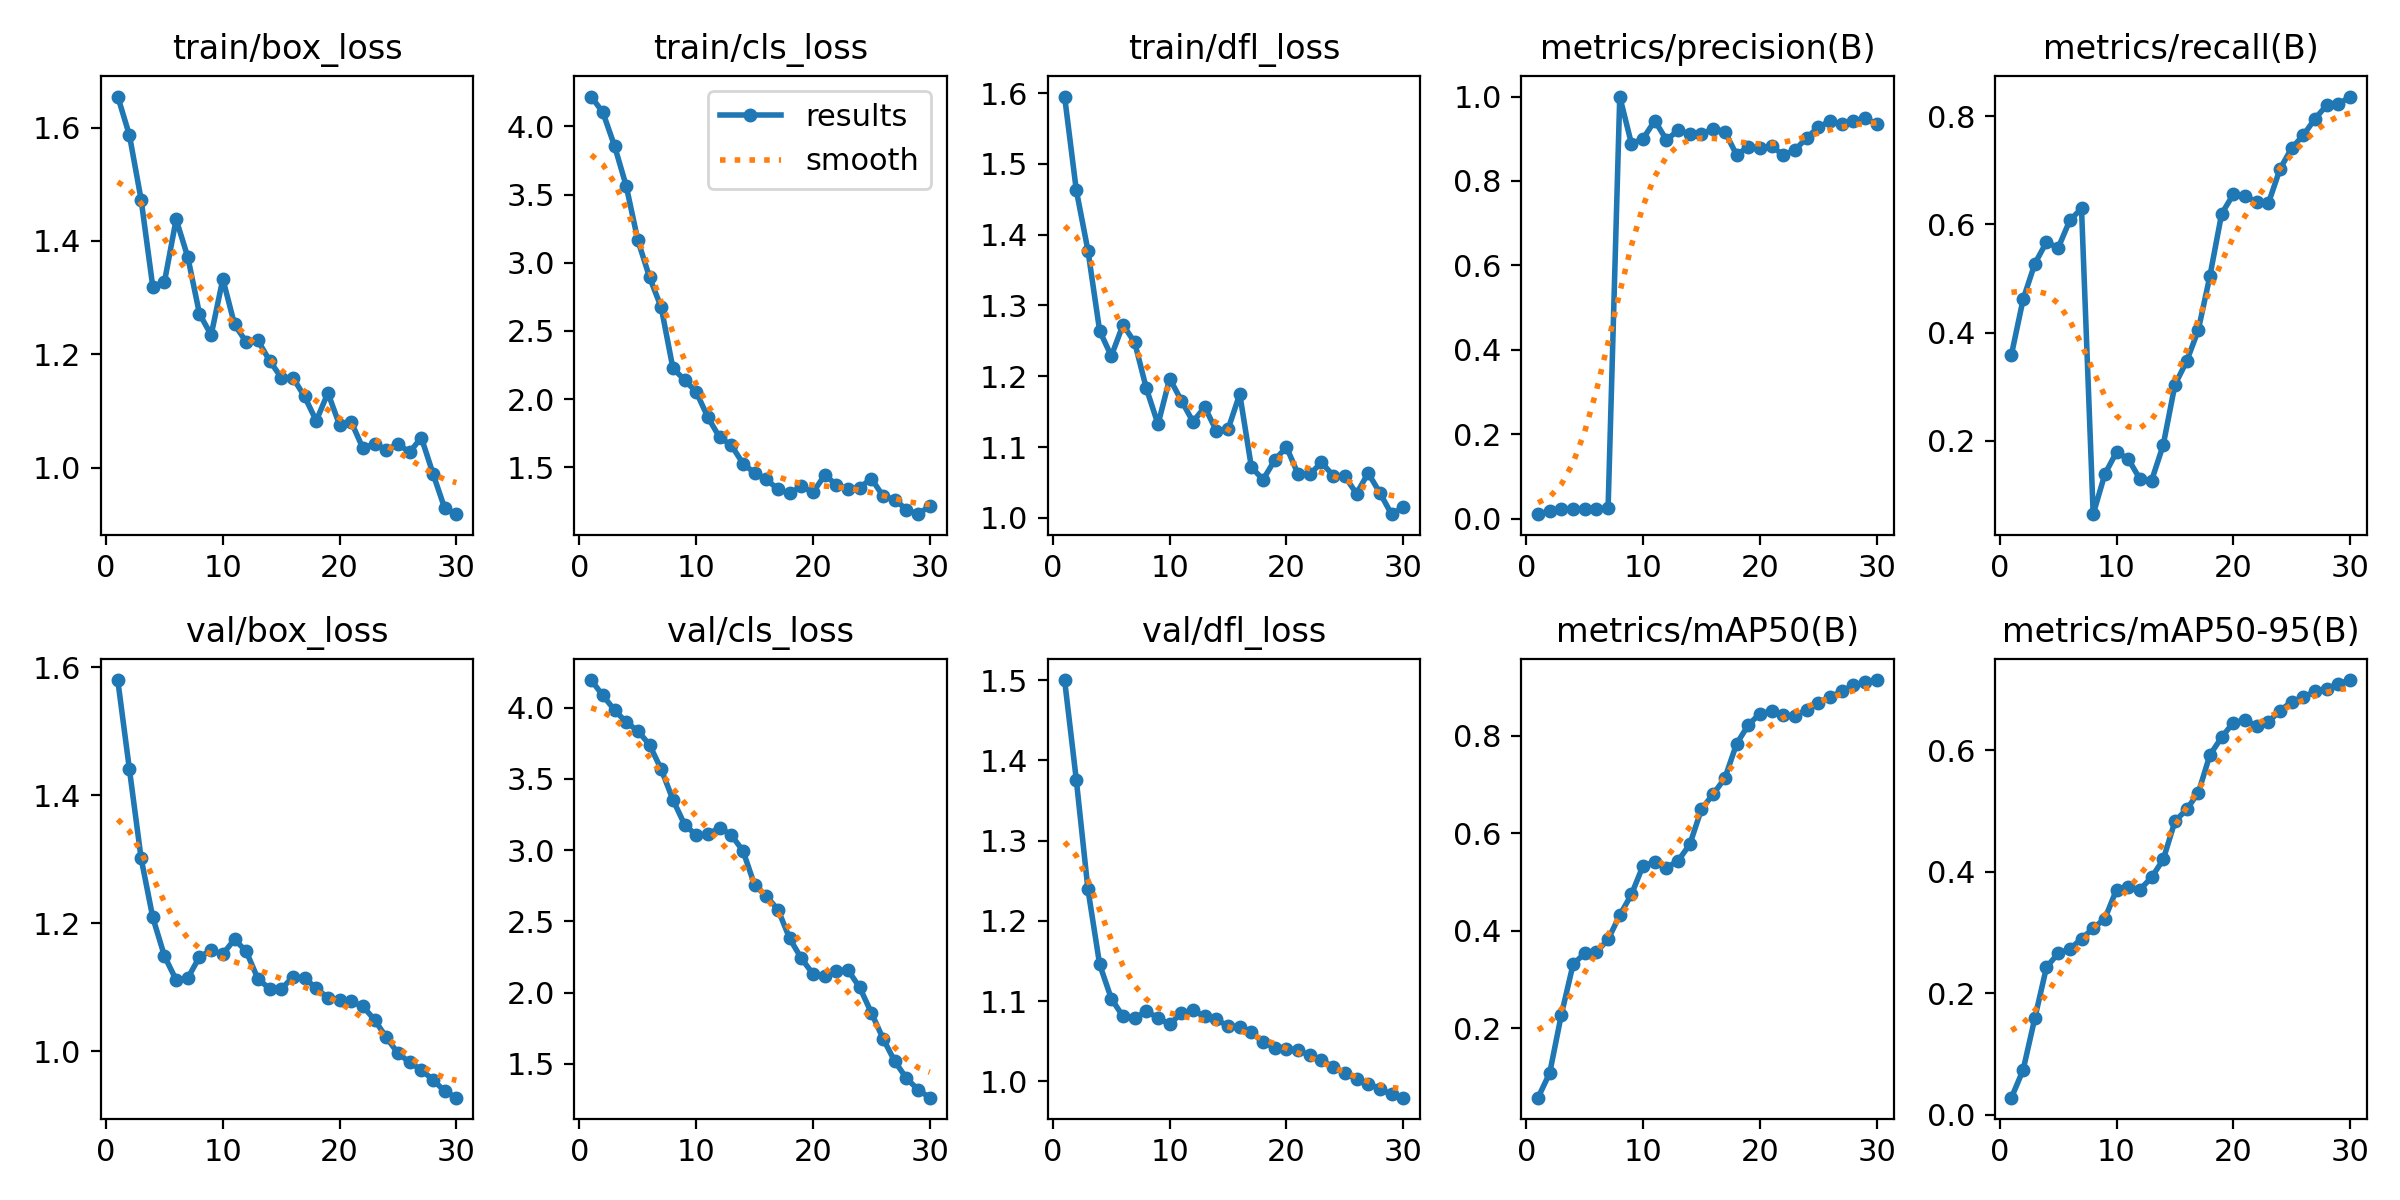 train/box_loss
train/cls_loss
train/dfl_loss
metrics/precision(B)
metrics/recall(B)
1.6
1.4
1.2
1.0
0 10 20 30
results
smooth
4.0
3.5
3.0
2.5
2.0
1.5
0 10 20 30
1.6
1.5
1.4
1.3
1.2
1.1
1.0
0 10 20 30
1.0
0.8
0.6
0.4
0.2
0.0
0 10 20 30
0.8
0.6
0.4
0.2
0 10 20 30
val/box_loss
val/cls_loss
val/dfl_loss
metrics/mAP50(B)
metrics/mAP50-95(B)
1.6
1.4
1.2
1.0
0 10 20 30
4.0
3.5
3.0
2.5
2.0
1.5
0 10 20 30
1.5
1.4
1.3
1.2
1.1
1.0
0 10 20 30
0.8
0.6
0.4
0.2
0 10 20 30
0.6
0.4
0.2
0.0
0 10 20 30